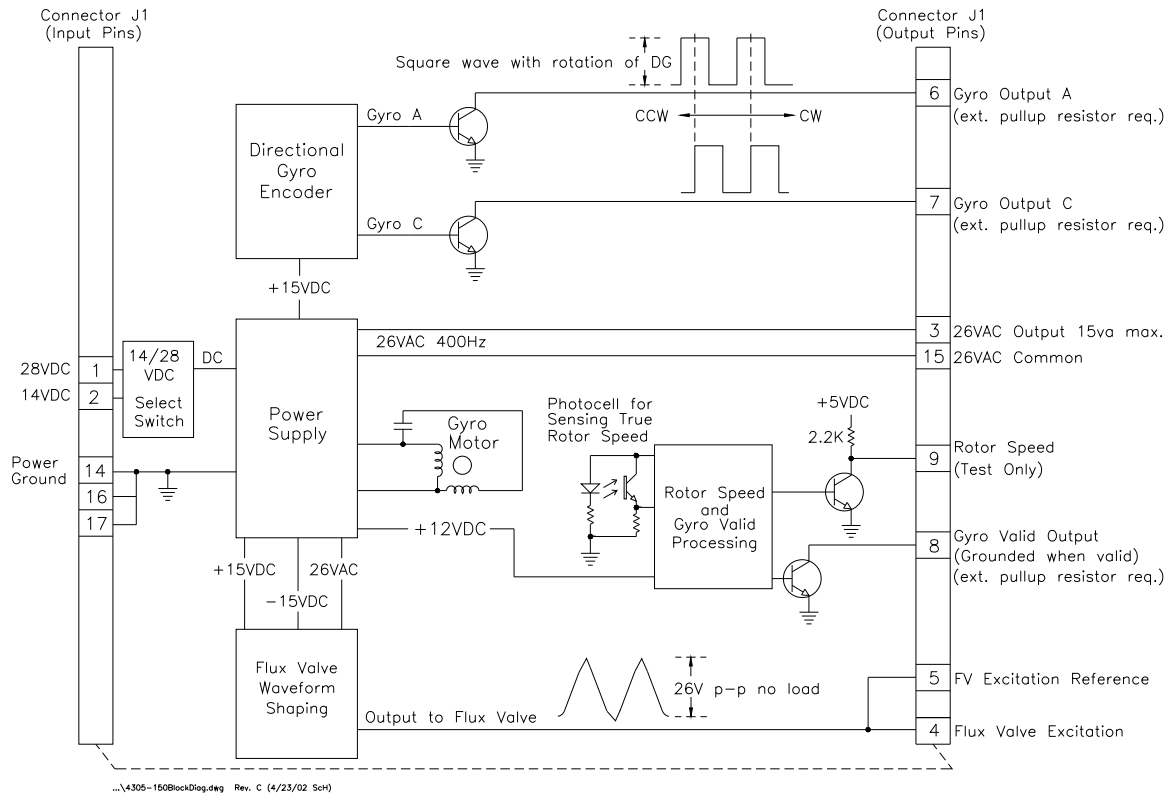 Connector J1
(Input Pins)
Connector J1
(Output Pins)
Square wave with rotation of DG
CCW
CW
Gyro A
Directional
Gyro
Encoder
Gyro C
6
Gyro Output A
(ext. pullup resistor req.)
7
Gyro Output C
(ext. pullup resistor req.)
+15VDC
26VAC 400Hz
3
26VAC Output 15va max.
15
26VAC Common
28VDC
1
14VDC
2
14/28
VDC
Select
Switch
DC
Power
Supply
Gyro
Motor
Power
Ground
14
16
17
Photocell for
Sensing True
Rotor Speed
+5VDC
2.2K
9
Rotor Speed
(Test Only)
Rotor Speed
and
Gyro Valid
Processing
+12VDC
8
Gyro Valid Output
(Grounded when valid)
(ext. pullup resistor req.)
+15VDC
26VAC
-15VDC
Flux Valve
Waveform
Shaping
Output to Flux Valve
26V p-p no load
5
FV Excitation Reference
4
Flux Valve Excitation
...\4305-150BlockDiag.dwg Rev. C (4/23/02 ScH)